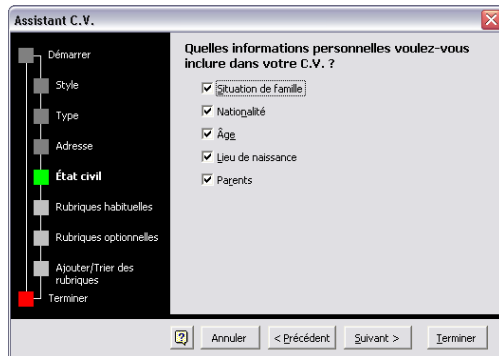 Assistant C.V.
Démarrer
Style
Type
Adresse
État civil
Rubriques habituelles
Rubriques optionnelles
Ajouter/Trier des
rubriques
Terminer
Quelles informations personnelles voulez-vous
inclure dans votre C.V. ?
Situation de famille
Nationalité
Âge
Lieu de naissance
Parents
? Annuler < Précédent Suivant > Terminer